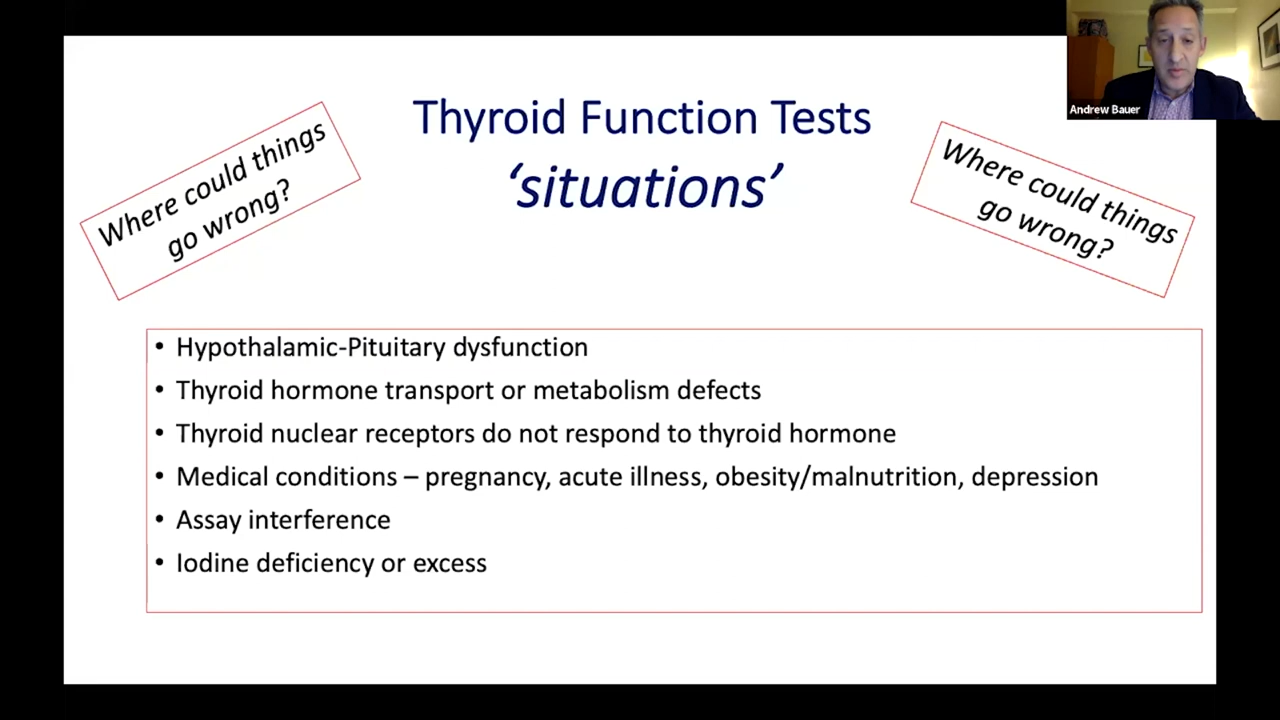 Andrew Bauer
Thyroid Function Tests
‘situations’
Where could things
go wrong?
Where could things
go wrong?
• Hypothalamic-Pituitary dysfunction
• Thyroid hormone transport or metabolism defects
• Thyroid nuclear receptors do not respond to thyroid hormone
• Medical conditions – pregnancy, acute illness, obesity/malnutrition, depression
• Assay interference
• Iodine deficiency or excess